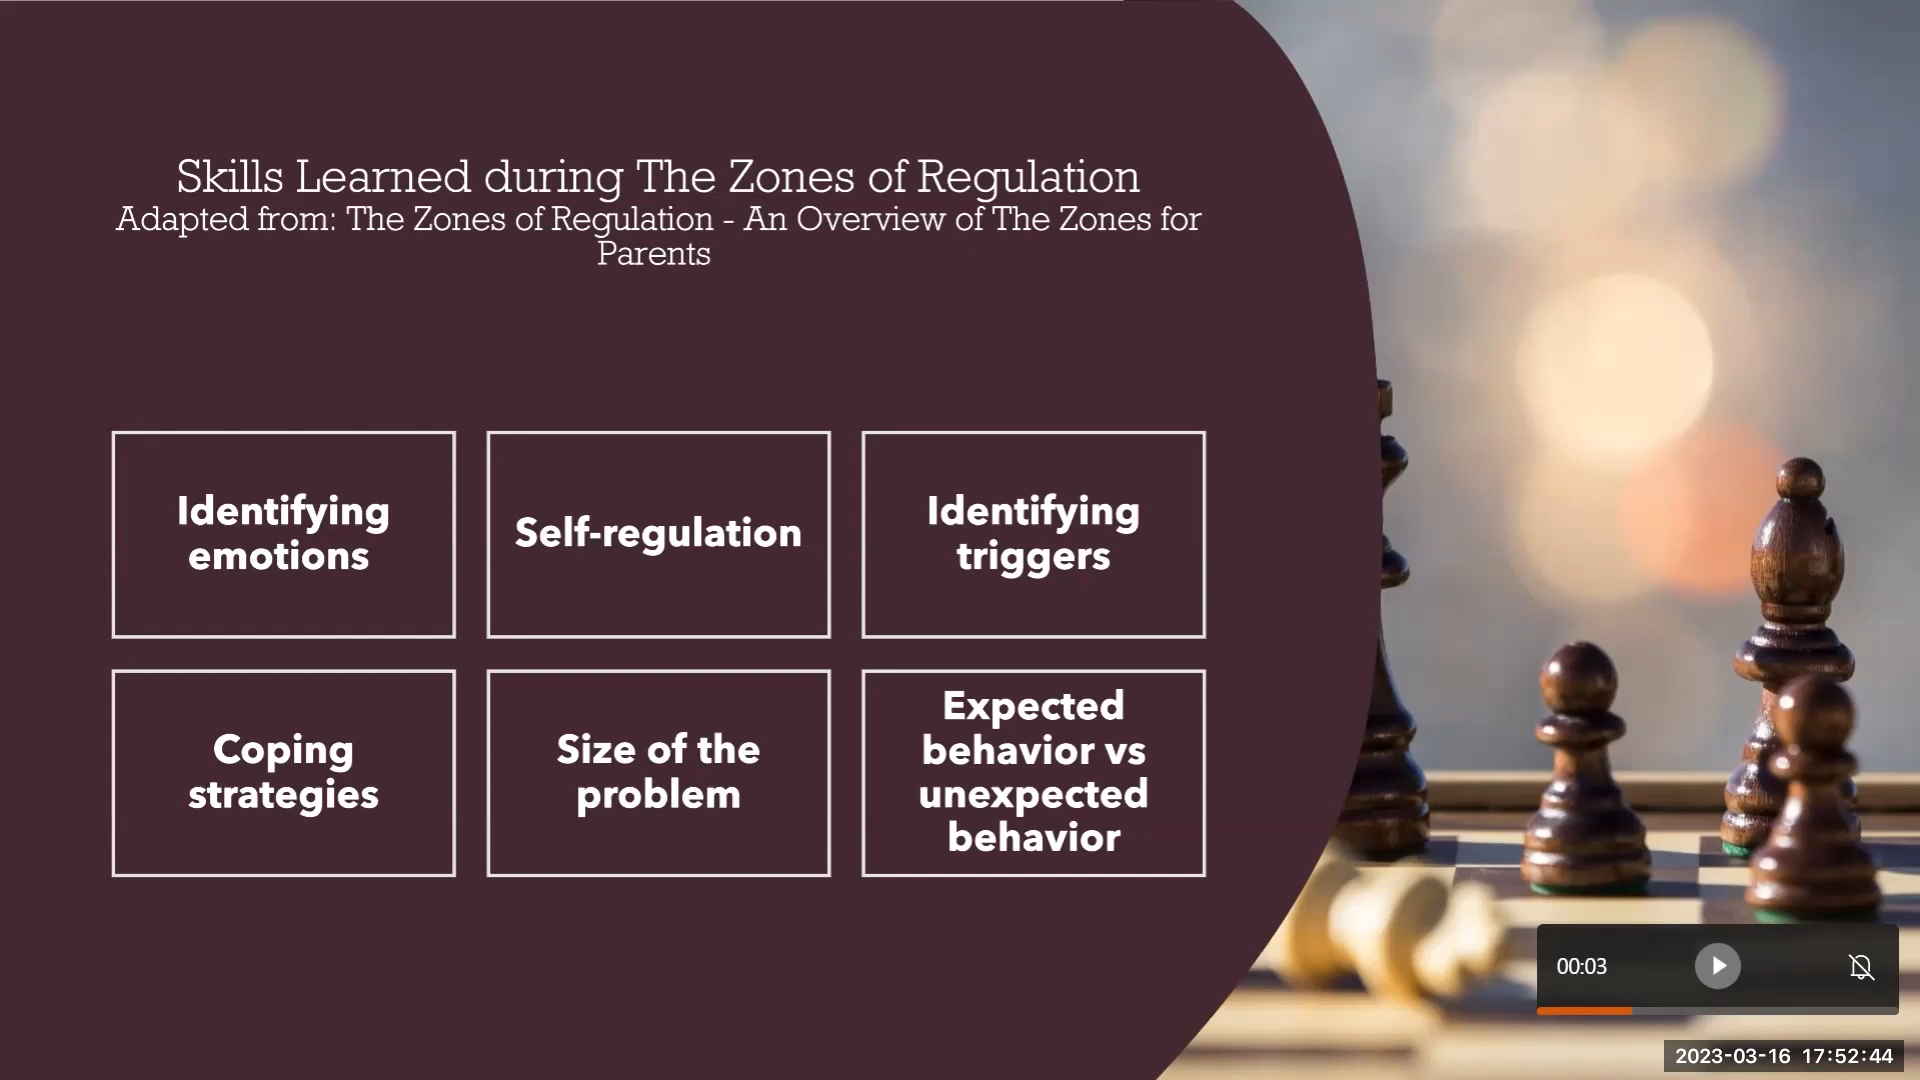 Skills Learned during The Zones of Regulation
Adapted from: The Zones of Regulation - An Overview of The Zones for
Parents
Identifying
emotions
Self-regulation
Identifying
triggers
Coping
strategies
Size of the
problem
Expected
behavior vs
unexpected
behavior
00:03
2023-03-16 17:52:44